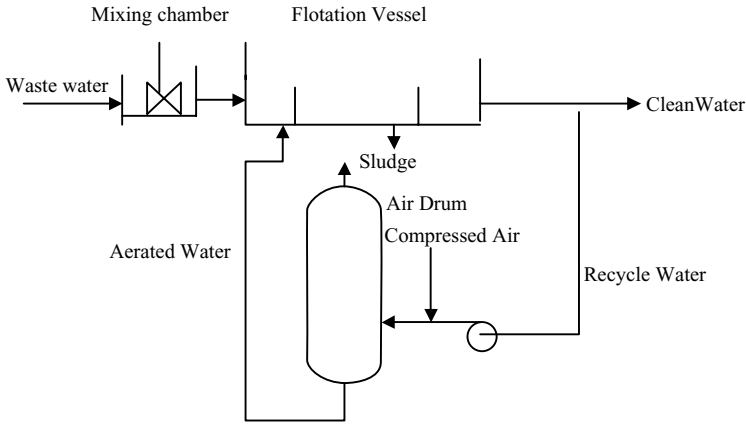 Mixing chamber
Flotation Vessel
Waste water
CleanWater
Sludge
Air Drum
Compressed Air
Aerated Water
Recycle Water